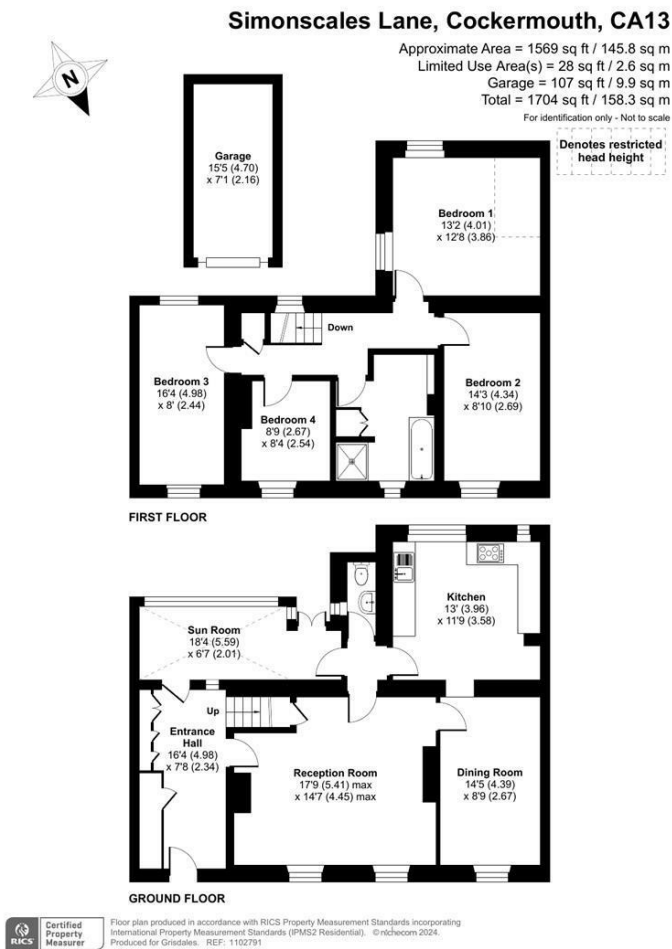 Simonscales Lane, Cockermouth, CA13
Approximate Area = 1569 sq ft / 145.8 sq m
Limited Use Area(s) = 28 sq ft / 2.6 sq m
Garage = 107 sq ft / 9.9 sq m
Total = 1704 sq ft / 158.3 sq m
For identification only - Not to scale
N
Denotes restricted
head height
Garage
15'5 (4.70)
x 7'1 (2.16)
Bedroom 1
13'2 (4.01)
x 12'8 (3.86)
Down
Bedroom 3
16'4 (4.98)
x 8' (2.44)
Bedroom 4
8'9 (2.67)
x 8'4 (2.54)
Bedroom 2
14'3 (4.34)
x 8'10 (2.69)
FIRST FLOOR
Kitchen
13' (3.96)
x 11'9 (3.58)
Sun Room
18'4 (5.59)
x 6'7 (2.01)
Up
Entrance
Hall
16'4 (4.98)
x 7'8 (2.34)
Reception Room
17'9 (5.41) max
x 14'7 (4.45) max
Dining Room
14'5 (4.39)
x 8'9 (2.67)
GROUND FLOOR
RICS
Certified
Property
Measurer
Floor plan produced in accordance with RICS Property Measurement Standards incorporating
International Property Measurement Standards (IPMS2 Residential). © nichecom 2024.
Produced for Grisdales. REF: 1102791